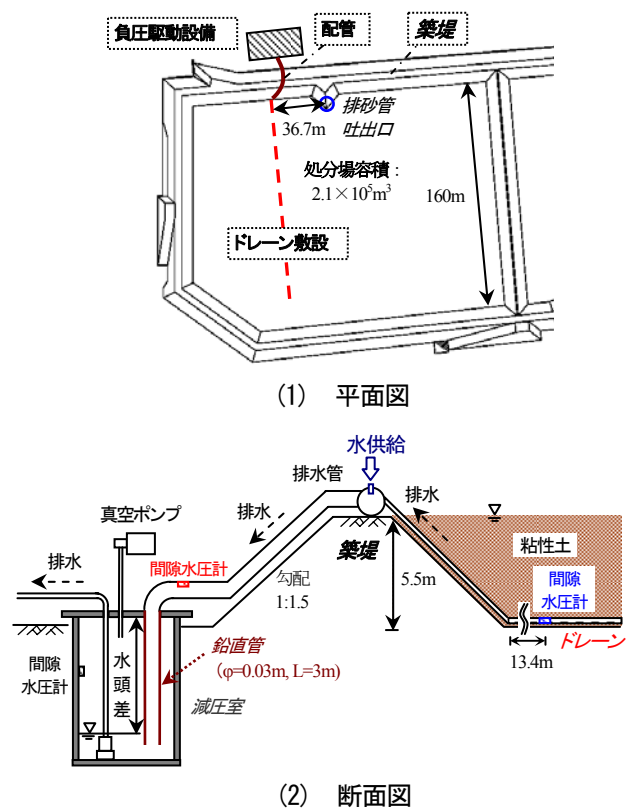 負圧駆動設備
配管
築堤
36.7m
排砂管
吐出口
処分場容積：
2.1×10⁵m³
160m
ドレーン敷設
(1) 平面図
水供給
排水管
排水
排水
真空ポンプ
築堤
粘性土
排水
間隙水圧計
勾配
1:1.5
5.5m
間隙
水圧計
ドレーン
13.4m
間隙
水圧計
水
頭
差
鉛直管
（φ=0.03m, L=3m）
減圧室
(2) 断面図